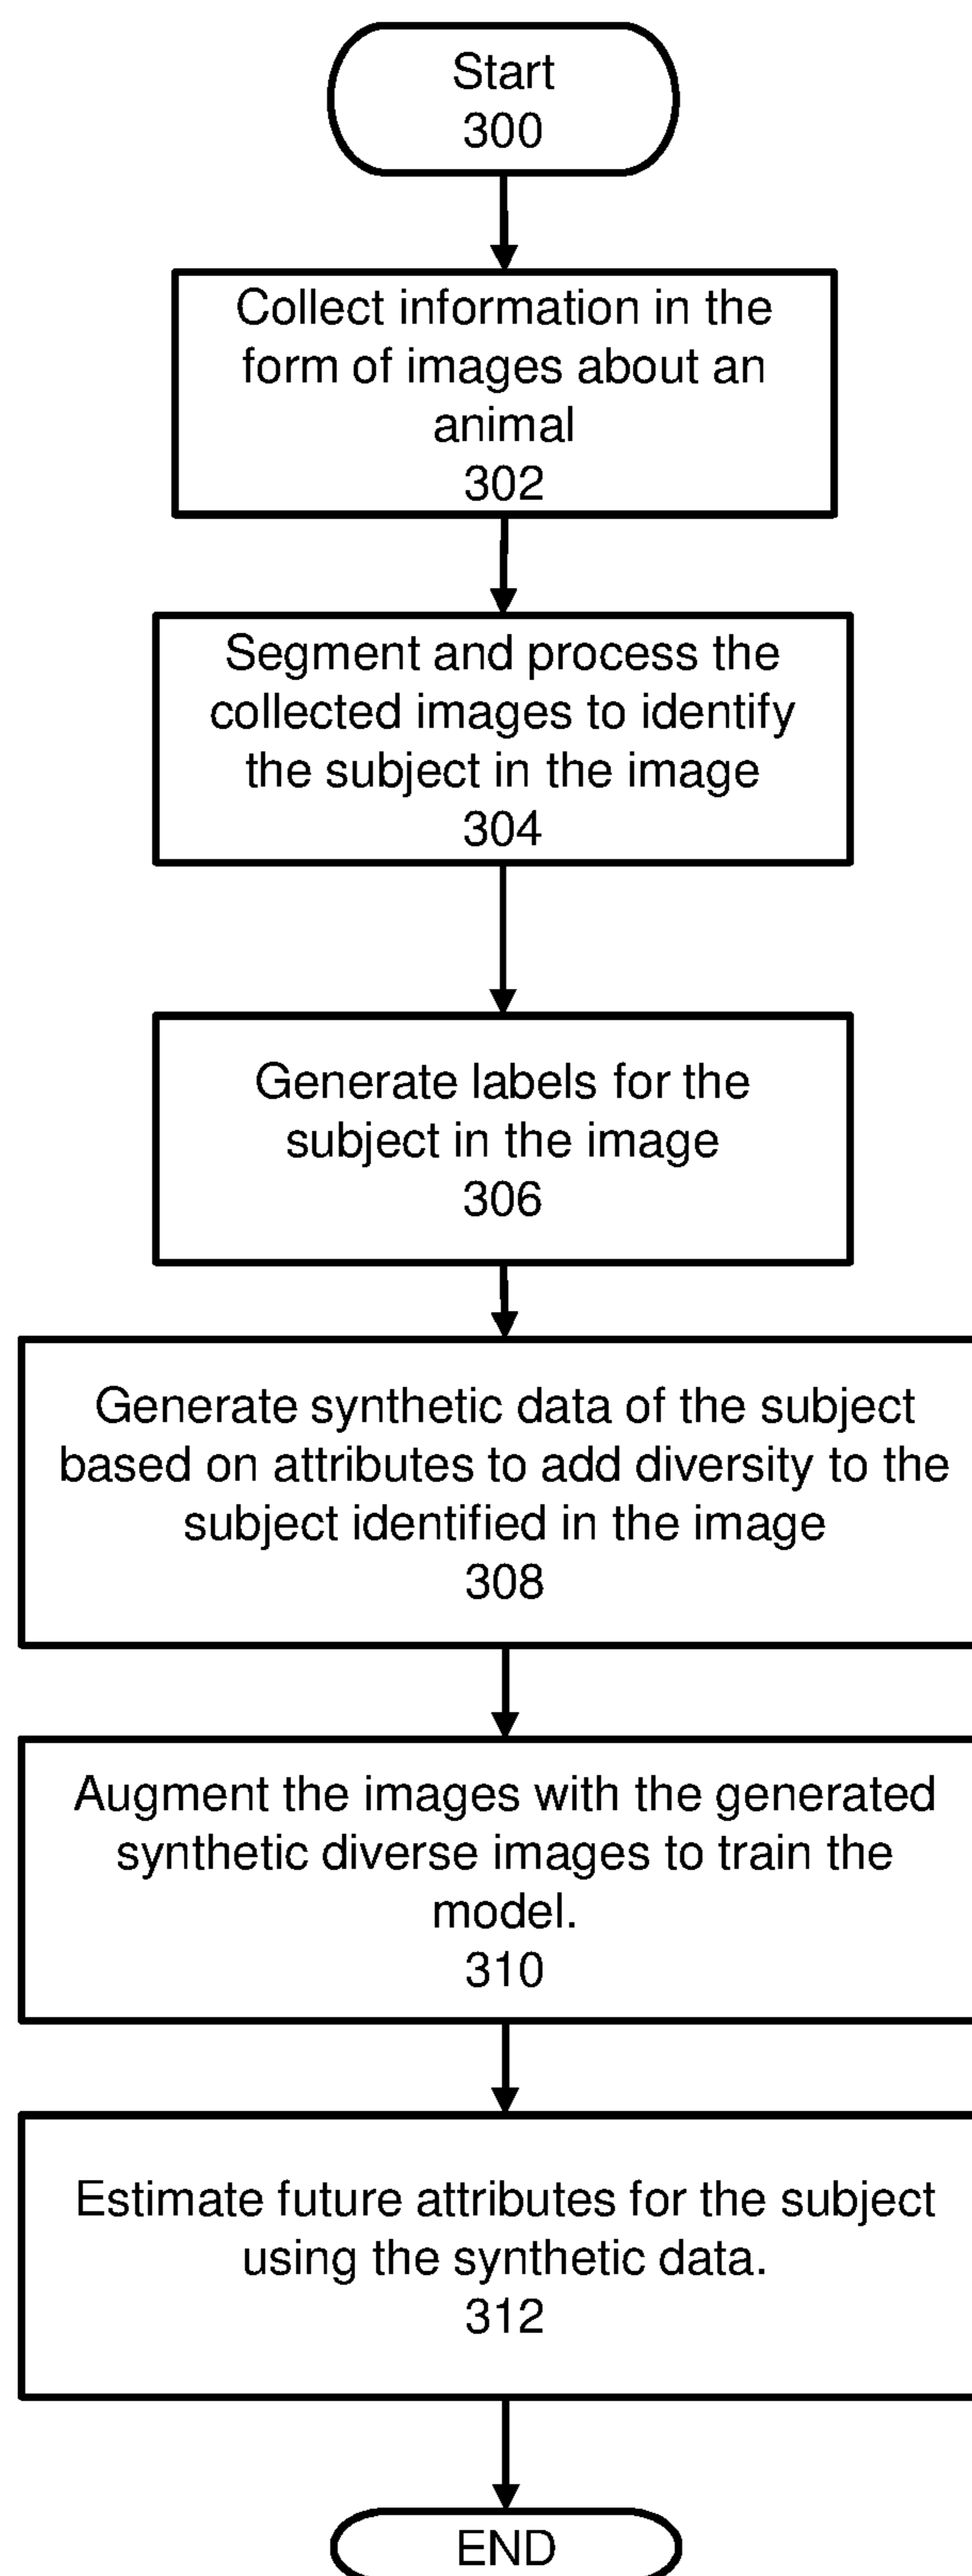 Start
300
Collect information in the
form of images about an
animal
302
Segment and process the
collected images to identify
the subject in the image
304
Generate labels for the
subject in the image
306
Generate synthetic data of the subject
based on attributes to add diversity to the
subject identified in the image
308
Augment the images with the generated
synthetic diverse images to train the
model.
310
Estimate future attributes for the subject
using the synthetic data.
312
END